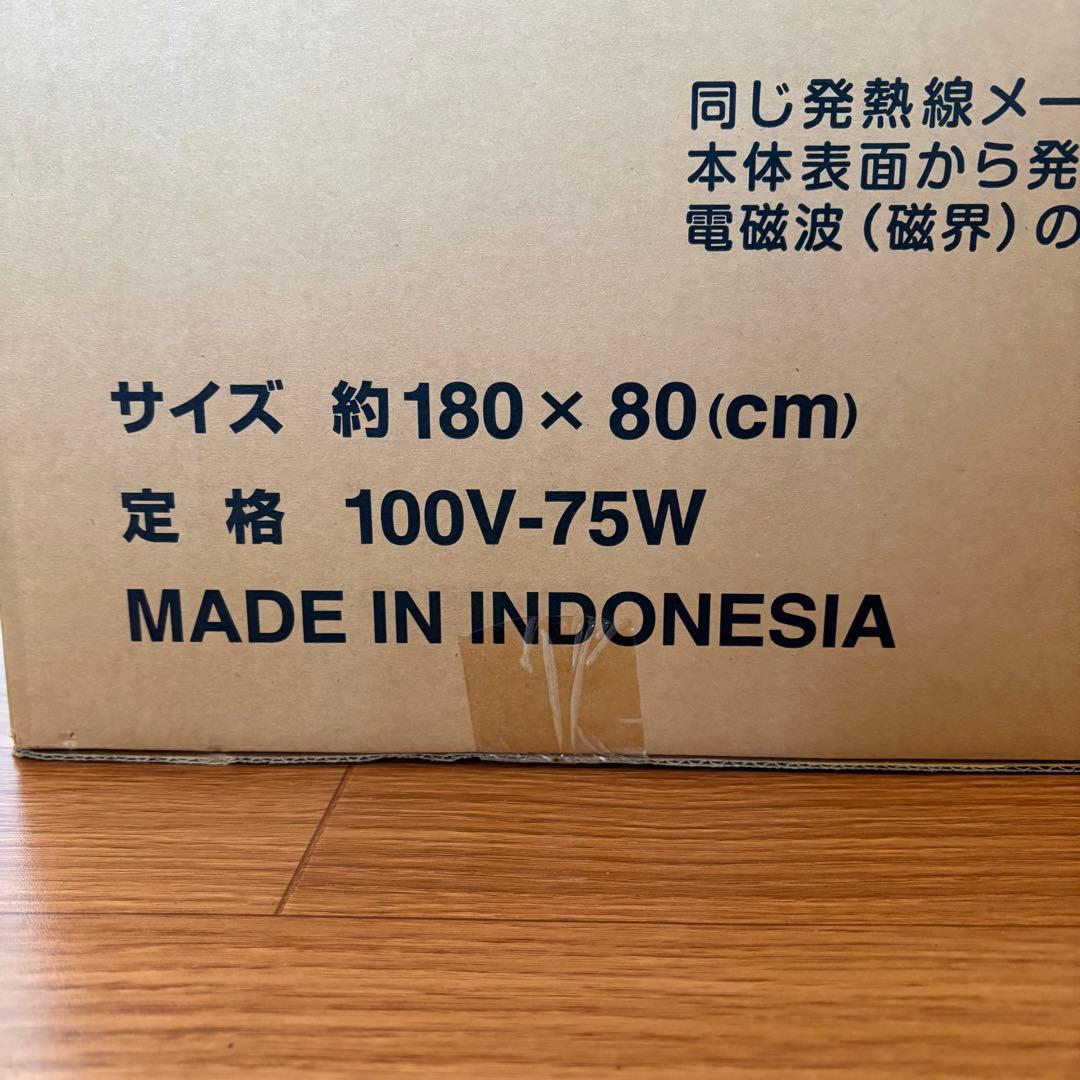 同じ発熱線メー
本体表面から発
電磁波(磁界)の
サイズ 約180×80(cm)
定格 100V-75W
MADE IN INDONESIA